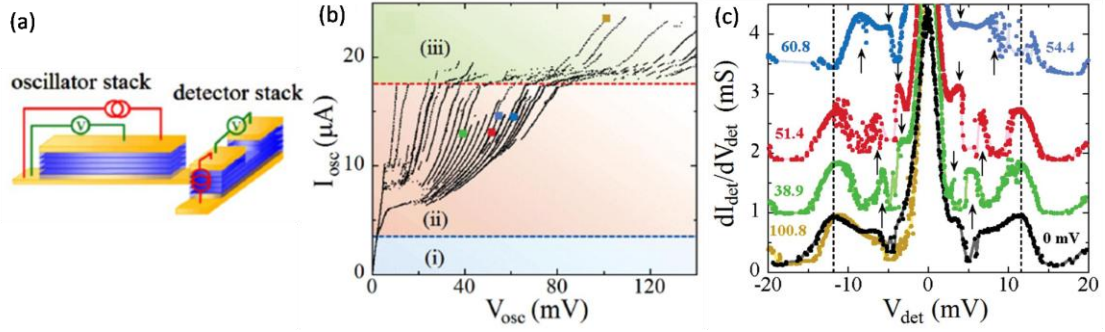 (a)
oscillator stack
detector stack
V
V
(b)
I_osc (μA)
20
10
0
(iii)
(ii)
(i)
0
40
80
120
V_osc (mV)
(c)
dI_det/dV_det (mS)
4
3
2
1
0
60.8
54.4
51.4
38.9
100.8
0 mV
-20
-10
0
10
20
V_det (mV)